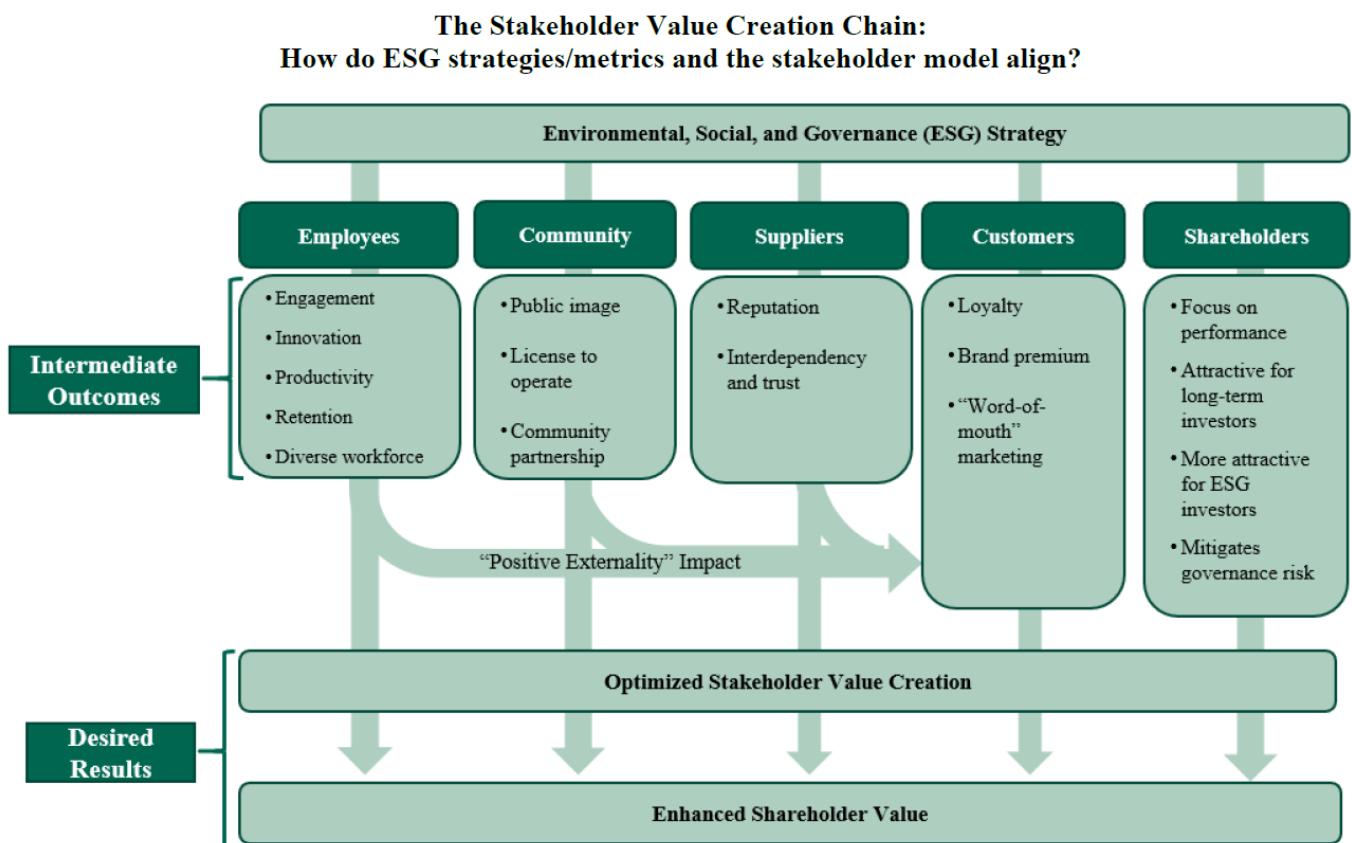 The Stakeholder Value Creation Chain:
How do ESG strategies/metrics and the stakeholder model align?
Environmental, Social, and Governance (ESG) Strategy
Employees
Community
Suppliers
Customers
Shareholders
Intermediate
Outcomes
• Engagement
• Innovation
• Productivity
• Retention
• Diverse workforce
• Public image
• License to
operate
• Community
partnership
• Reputation
• Interdependency
and trust
• Loyalty
• Brand premium
• “Word-of-
mouth”
marketing
• Focus on
performance
• Attractive for
long-term
investors
• More attractive
for ESG
investors
• Mitigates
governance risk
“Positive Externality” Impact
Desired
Results
Optimized Stakeholder Value Creation
Enhanced Shareholder Value